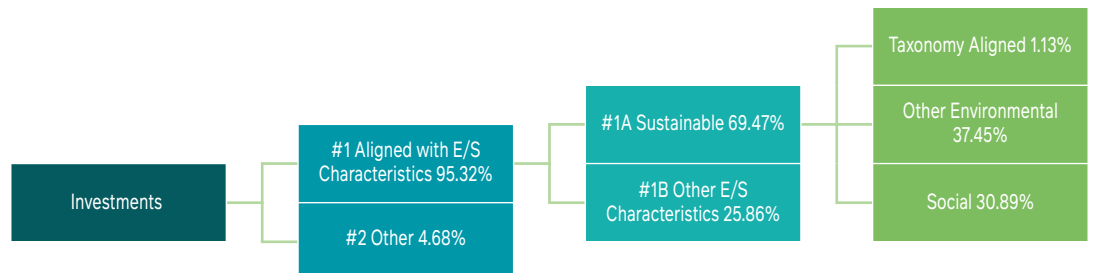 Investments
#1 Aligned with E/S
Characteristics 95.32%
#2 Other 4.68%
#1A Sustainable 69.47%
#1B Other E/S
Characteristics 25.86%
Taxonomy Aligned 1.13%
Other Environmental
37.45%
Social 30.89%